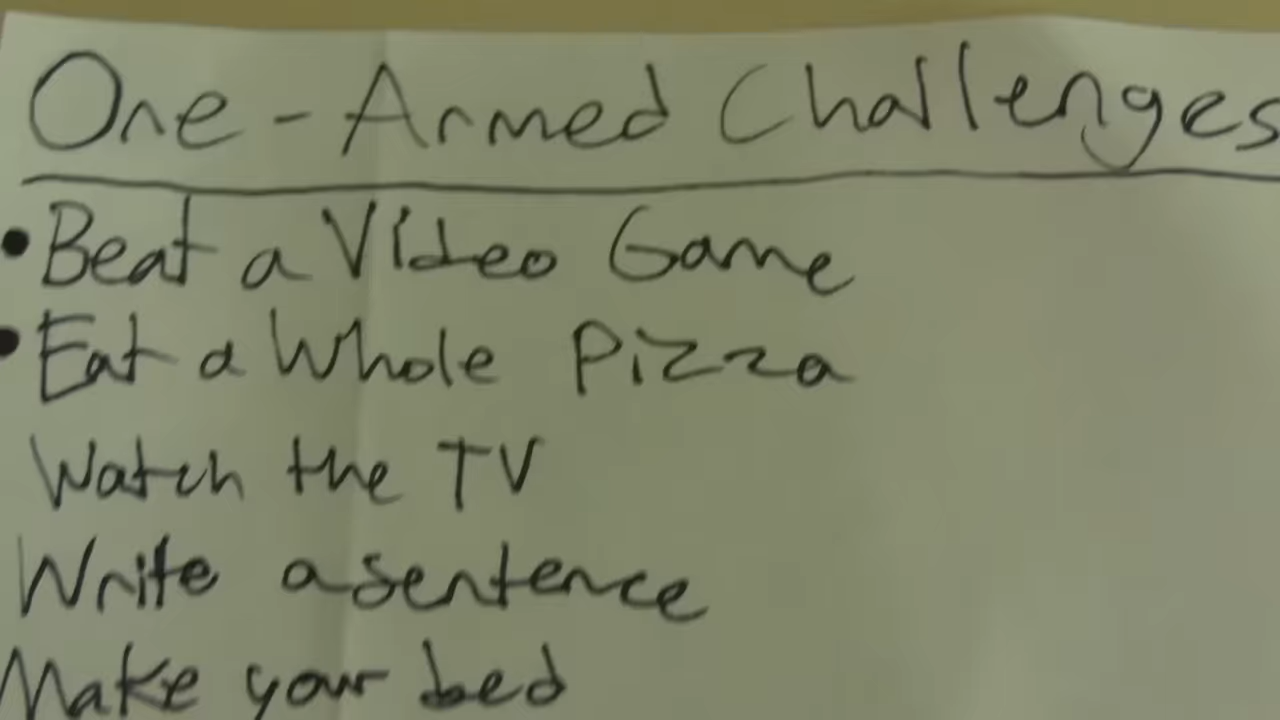 One-Armed Challenges
• Beat a Video Game
• Eat a Whole Pizza
Watch the TV
Write a sentence
Make your bed